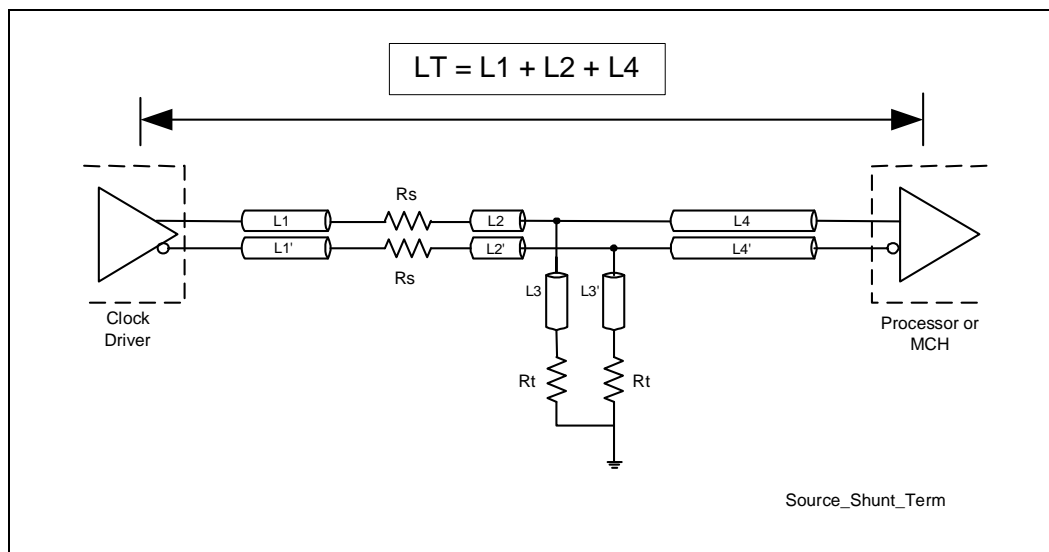 LT = L1 + L2 + L4
Rs
L1
L2
L4
L1'
L2'
L4'
Rs
L3
L3'
Clock
Driver
Processor or
MCH
Rt
Rt
Source_Shunt_Term